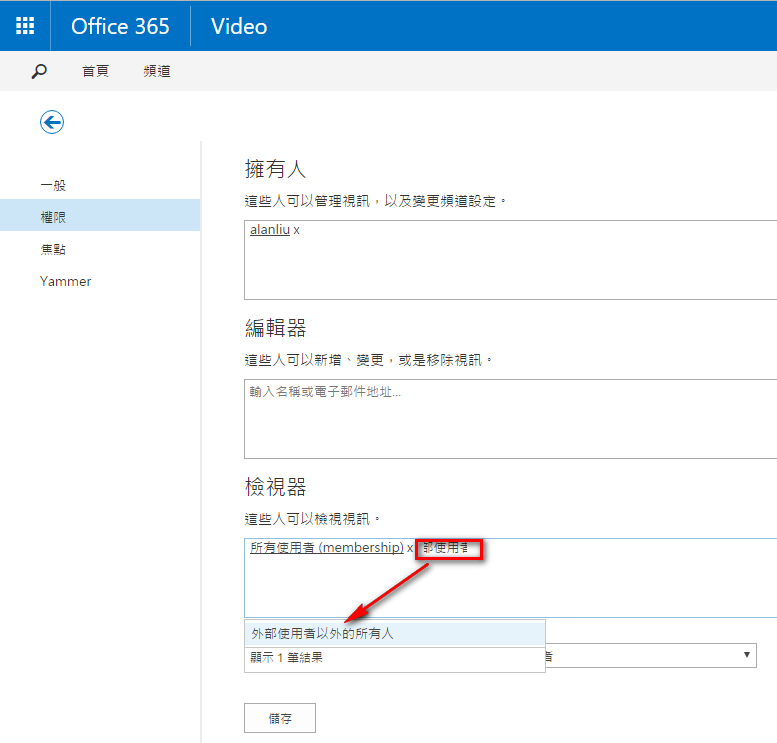 Office 365 Video
首頁 頻道
一般
權限
焦點
Yammer
擁有人
這些人可以管理視訊，以及變更頻道設定。
alanliu x
編輯器
這些人可以新增、變更，或是移除視訊。
輸入名稱或電子郵件地址...
檢視器
這些人可以檢視視訊。
所有使用者 (membership) x 部使用者
外部使用者以外的所有人
顯示 1 筆結果
者
儲存